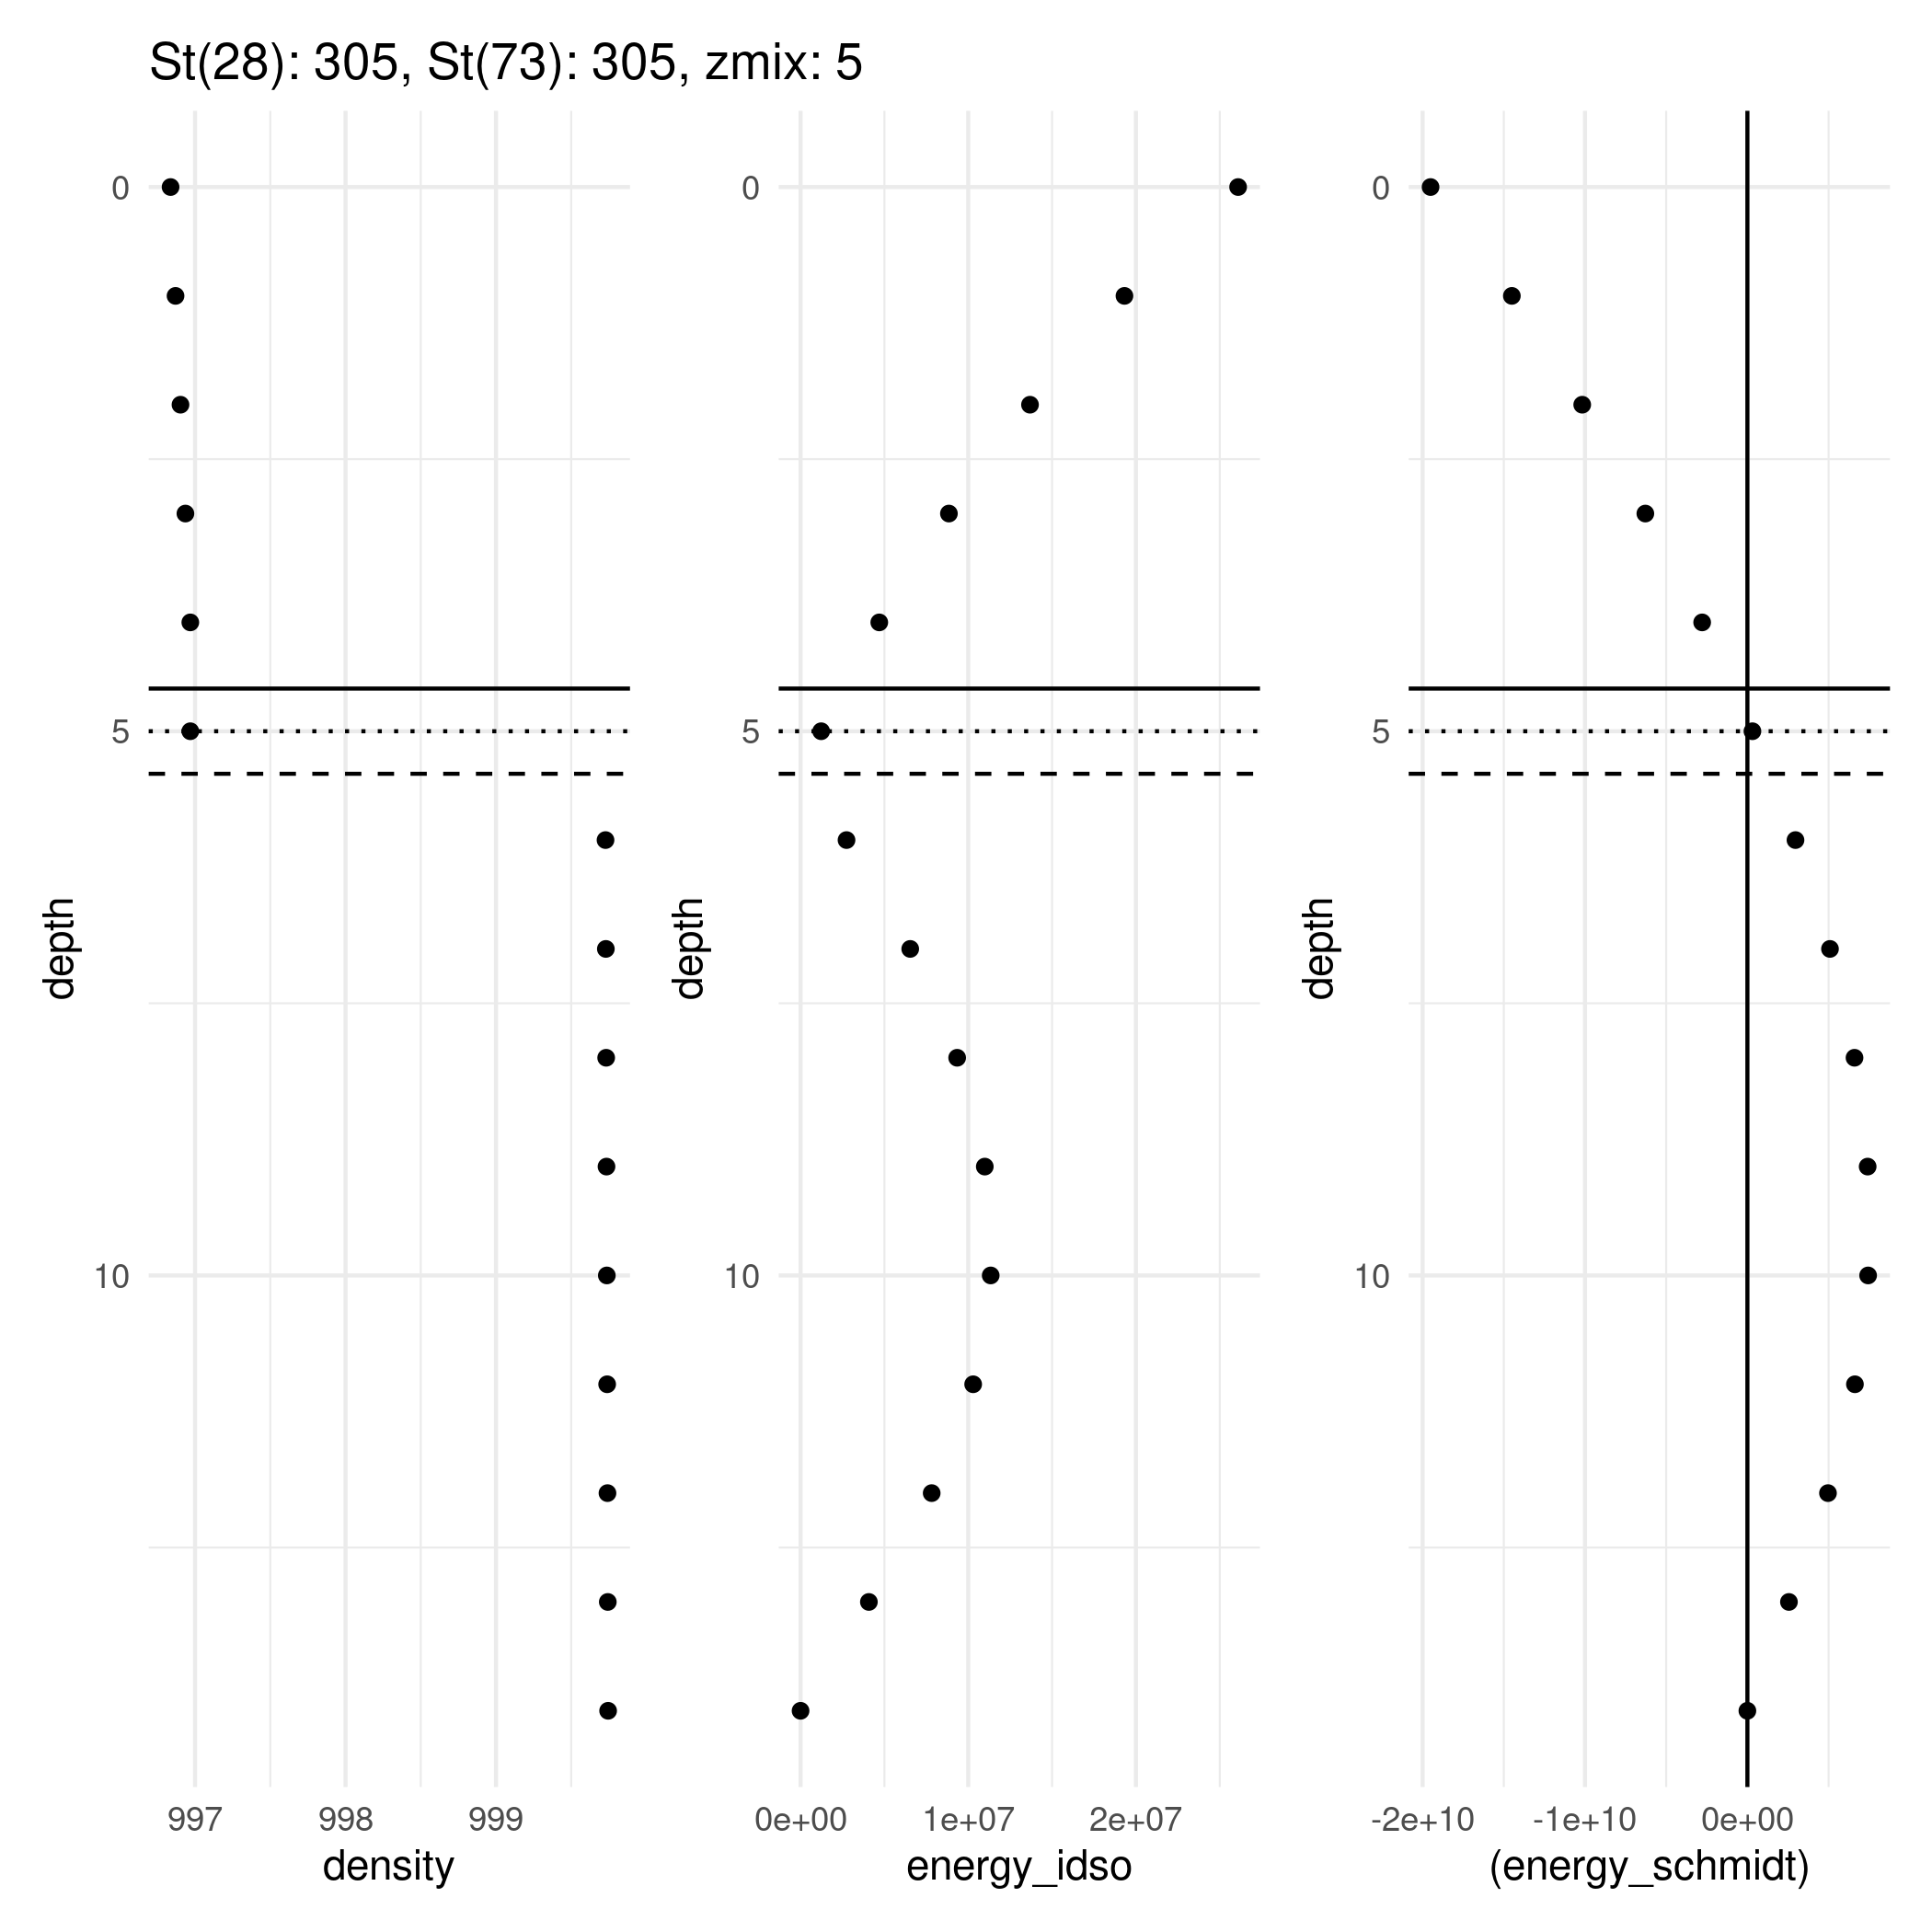 St(28): 305, St(73): 305, zmix: 5
0
5
10
depth
997 998 999
density
0
5
10
depth
0e+00 1e+07 2e+07
energy_idso
0
5
10
depth
-2e+10 -1e+10 0e+00
(energy_schmidt)